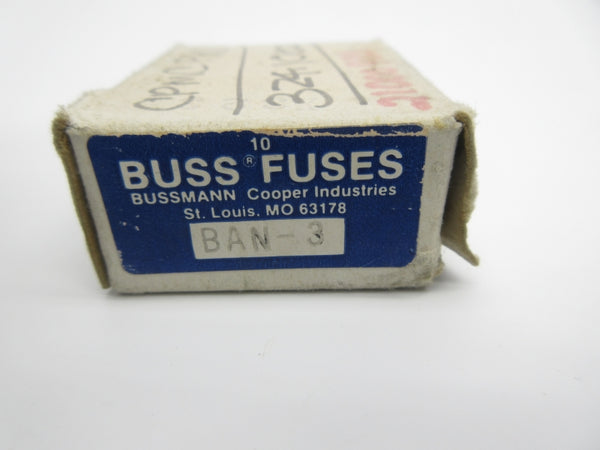 10
BUSS® FUSES
BUSSMANN Cooper Industries
St. Louis, MO 63178
BAN-3